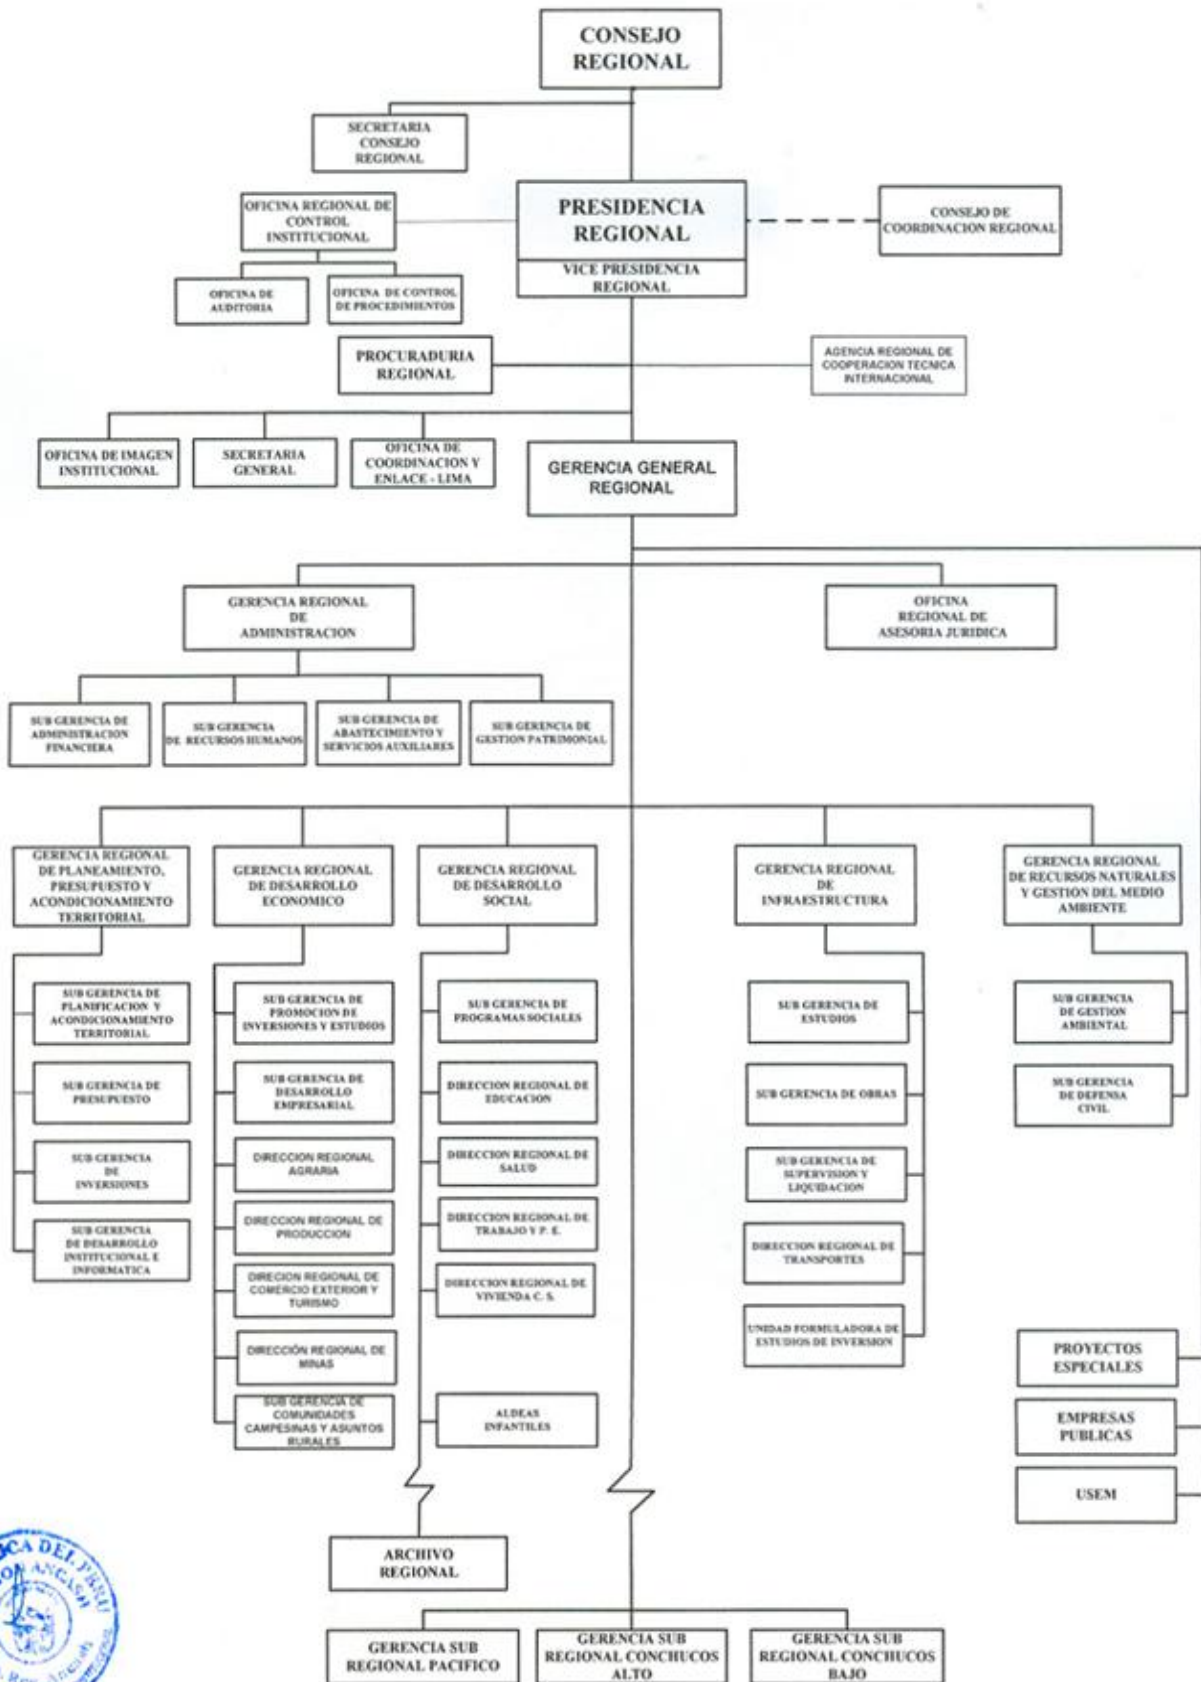 CONSEJO
REGIONAL
SECRETARIA
CONSEJO
REGIONAL
OFICINA REGIONAL DE
CONTROL
INSTITUCIONAL
PRESIDENCIA
REGIONAL
VICE PRESIDENCIA
REGIONAL
CONSEJO DE
COORDINACION REGIONAL
OFICINA DE
AUDITORIA
OFICINA DE CONTROL
DE PROCEDIMIENTOS
PROCURADURIA
REGIONAL
AGENCIA REGIONAL DE
COOPERACION TECNICA
INTERNACIONAL
OFICINA DE IMAGEN
INSTITUCIONAL
SECRETARIA
GENERAL
OFICINA DE
COORDINACION Y
ENLACE - LIMA
GERENCIA GENERAL
REGIONAL
GERENCIA REGIONAL
DE
ADMINISTRACION
OFICINA
REGIONAL DE
ASESORIA JURIDICA
SUB GERENCIA DE
ADMINISTRACION
FINANCIERA
SUB GERENCIA
DE RECURSOS HUMANOS
SUB GERENCIA DE
ABASTECIMIENTO Y
SERVICIOS AUXILIARES
SUB GERENCIA DE
GESTION PATRIMONIAL
GERENCIA REGIONAL
DE PLANEAMIENTO,
PRESUPUESTO Y
ACONDICIONAMIENTO
TERRITORIAL
GERENCIA REGIONAL
DE DESARROLLO
ECONOMICO
GERENCIA REGIONAL
DE DESARROLLO
SOCIAL
GERENCIA REGIONAL
DE
INFRAESTRUCTURA
GERENCIA REGIONAL
DE RECURSOS NATURALES
Y GESTION DEL MEDIO
AMBIENTE
SUB GERENCIA DE
PLANIFICACION Y
ACONDICIONAMIENTO
TERRITORIAL
SUB GERENCIA DE
PRESUPUESTO
SUB GERENCIA
DE
INVERSIONES
SUB GERENCIA
DE DESARROLLO
INSTITUCIONAL E
INFORMATICA
SUB GERENCIA DE
PROMOCION DE
INVERSIONES Y ESTUDIOS
SUB GERENCIA DE
DESARROLLO
EMPRESARIAL
DIRECCION REGIONAL
AGRARIA
DIRECCION REGIONAL DE
PRODUCCION
DIRECION REGIONAL DE
COMERCIO EXTERIOR Y
TURISMO
DIRECCIÓN REGIONAL DE
MINAS
SUB GERENCIA DE
COMUNIDADES
CAMPESINAS Y ASUNTOS
RURALES
SUB GERENCIA DE
PROGRAMAS SOCIALES
DIRECCION REGIONAL DE
EDUCACION
DIRECCION REGIONAL DE
SALUD
DIRECCION REGIONAL DE
TRABAJO Y P. E.
DIRECCION REGIONAL DE
VIVIENDA C. S.
ALDEAS
INFANTILES
SUB GERENCIA DE
ESTUDIOS
SUB GERENCIA DE OBRAS
SUB GERENCIA DE
SUPERVISION Y
LIQUIDACION
DIRECCION REGIONAL DE
TRANSPORTES
UNIDAD FORMULADORA DE
ESTUDIOS DE INVERSION
SUB GERENCIA
DE GESTION
AMBIENTAL
SUB GERENCIA
DE DEFENSA
CIVIL
PROYECTOS
ESPECIALES
EMPRESAS
PUBLICAS
USEM
ARCHIVO
REGIONAL
GERENCIA SUB
REGIONAL PACIFICO
GERENCIA SUB
REGIONAL CONCHUCOS
ALTO
GERENCIA SUB
REGIONAL CONCHUCOS
BAJO
DEL PERU
ANCASH